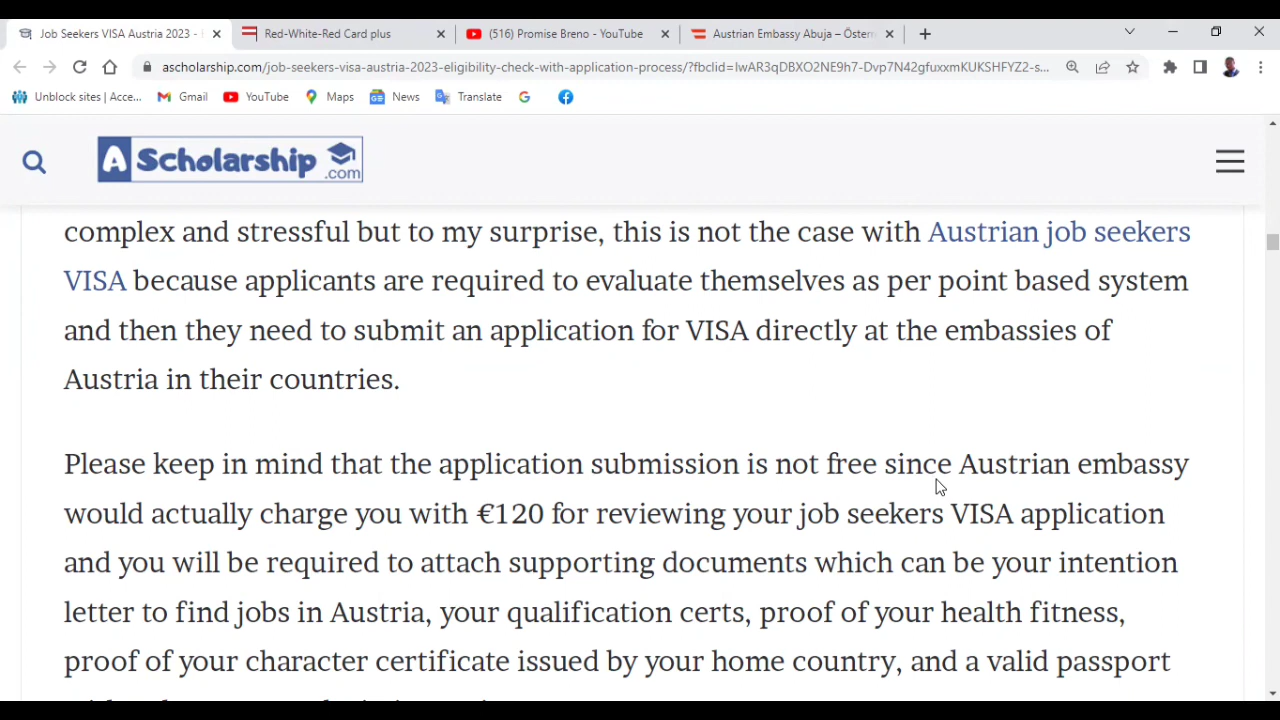 Job Seekers VISA Austria 2023 -
Red-White-Red Card plus
(516) Promise Breno - YouTube
Austrian Embassy Abuja – Österr
ascholarship.com/job-seekers-visa-austria-2023-eligibility-check-with-application-process/?fbclid=IwAR3qDBXO2NE9h7-Dvp7N42gfuxxmKUKSHFYZ2-s...
Unblock sites | Acce...
Gmail
YouTube
Maps
News
Translate
A Scholarship .com
complex and stressful but to my surprise, this is not the case with Austrian job seekers
VISA because applicants are required to evaluate themselves as per point based system
and then they need to submit an application for VISA directly at the embassies of
Austria in their countries.
Please keep in mind that the application submission is not free since Austrian embassy
would actually charge you with €120 for reviewing your job seekers VISA application
and you will be required to attach supporting documents which can be your intention
letter to find jobs in Austria, your qualification certs, proof of your health fitness,
proof of your character certificate issued by your home country, and a valid passport